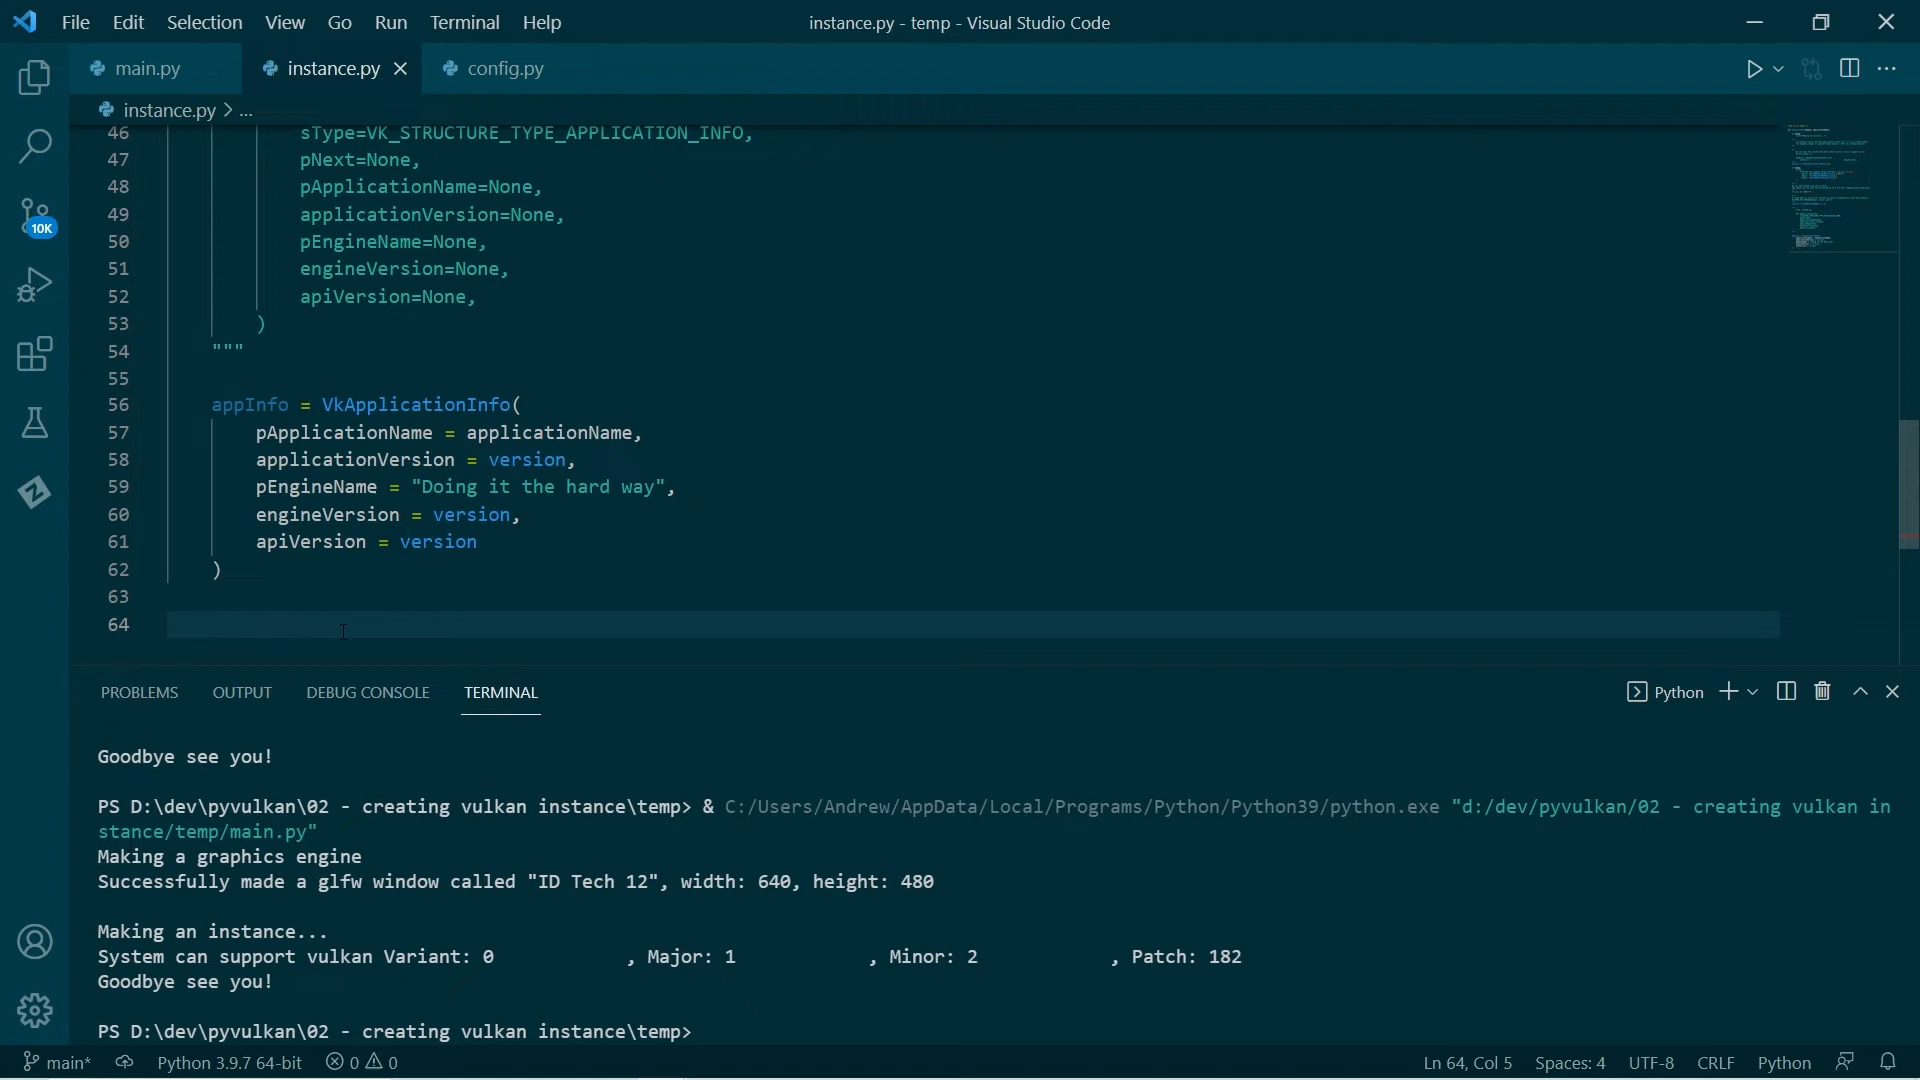 File Edit Selection View Go Run Terminal Help
instance.py - temp - Visual Studio Code
main.py
instance.py
config.py
instance.py > ...
46 sType=VK_STRUCTURE_TYPE_APPLICATION_INFO,
47 pNext=None,
48 pApplicationName=None,
49 applicationVersion=None,
50 pEngineName=None,
51 engineVersion=None,
52 apiVersion=None,
53 )
54 """
55
56 appInfo = VkApplicationInfo(
57 pApplicationName = applicationName,
58 applicationVersion = version,
59 pEngineName = "Doing it the hard way",
60 engineVersion = version,
61 apiVersion = version
62 )
63
64
10K
PROBLEMS OUTPUT DEBUG CONSOLE TERMINAL
Python
Goodbye see you!
PS D:\dev\pyvulkan\02 - creating vulkan instance\temp> & C:/Users/Andrew/AppData/Local/Programs/Python/Python39/python.exe "d:/dev/pyvulkan/02 - creating vulkan in
stance/temp/main.py"
Making a graphics engine
Successfully made a glfw window called "ID Tech 12", width: 640, height: 480
Making an instance...
System can support vulkan Variant: 0 , Major: 1 , Minor: 2 , Patch: 182
Goodbye see you!
PS D:\dev\pyvulkan\02 - creating vulkan instance\temp>
main* Python 3.9.7 64-bit 0 0 Ln 64, Col 5 Spaces: 4 UTF-8 CRLF Python